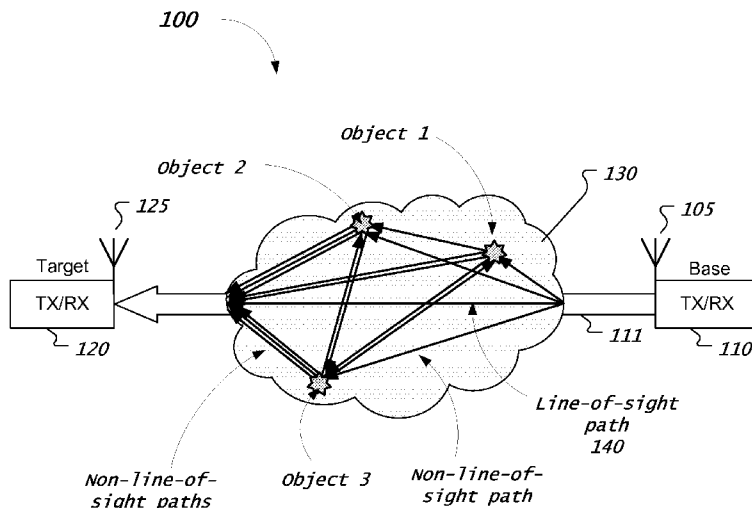 100
Object 1
Object 2
130
125
105
Target
Base
TX/RX
TX/RX
120
111
110
Line-of-sight
path
140
Non-line-of-
sight paths
Object 3
Non-line-of-
sight path